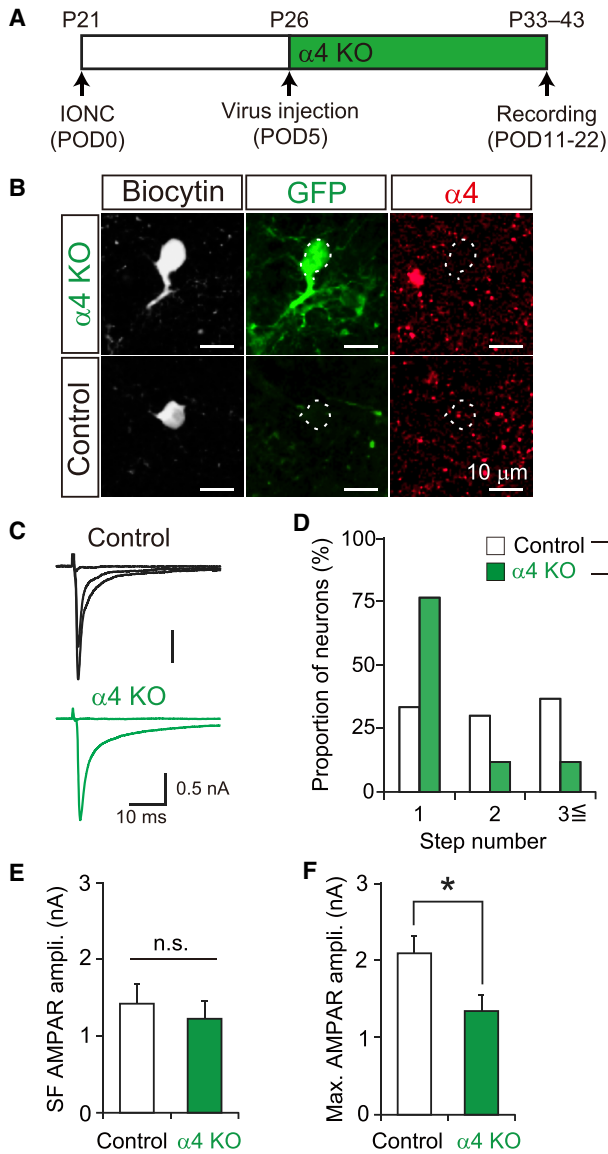 A
P21 P26 P33–43
α4 KO
IONC
(POD0)
Virus injection
(POD5)
Recording
(POD11-22)
B
Biocytin GFP α4
α4 KO
Control
10 μm
C
Control
α4 KO
0.5 nA
10 ms
D
Proportion of neurons (%)
100
75
50
25
0
Control
α4 KO
1 2 3≦
Step number
E
SF AMPAR ampli. (nA)
3
2
1
0
n.s.
Control α4 KO
F
Max. AMPAR ampli. (nA)
3
2
1
0
*
Control α4 KO